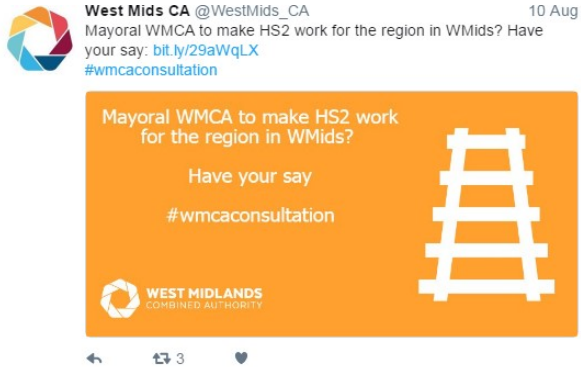 West Mids CA @WestMids_CA 10 Aug
Mayoral WMCA to make HS2 work for the region in WMids? Have
your say: bit.ly/29aWqLX
#wmcaconsultation
Mayoral WMCA to make HS2 work
for the region in WMids?
Have your say
#wmcaconsultation
WEST MIDLANDS
COMBINED AUTHORITY
3